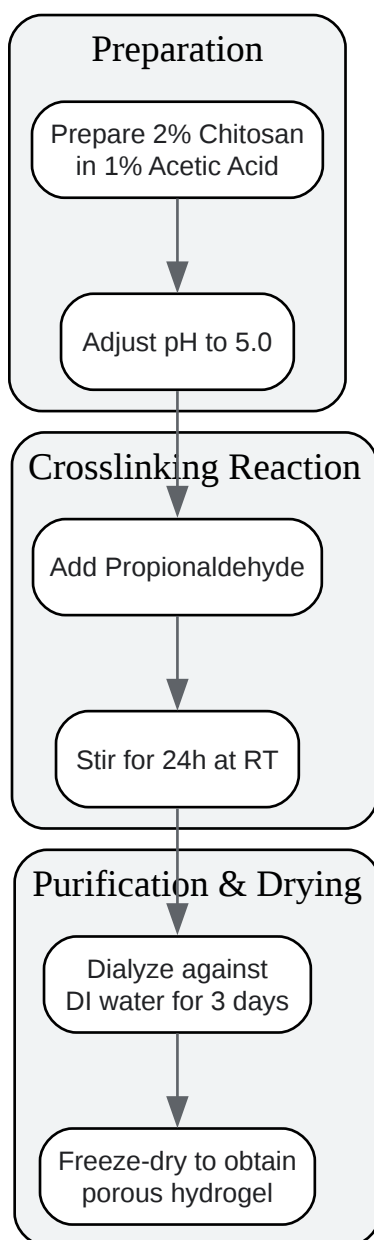 Preparation
Prepare 2% Chitosan
in 1% Acetic Acid
Adjust pH to 5.0
Crosslinking Reaction
Add Propionaldehyde
Stir for 24h at RT
Purification & Drying
Dialyze against
DI water for 3 days
Freeze-dry to obtain
porous hydrogel